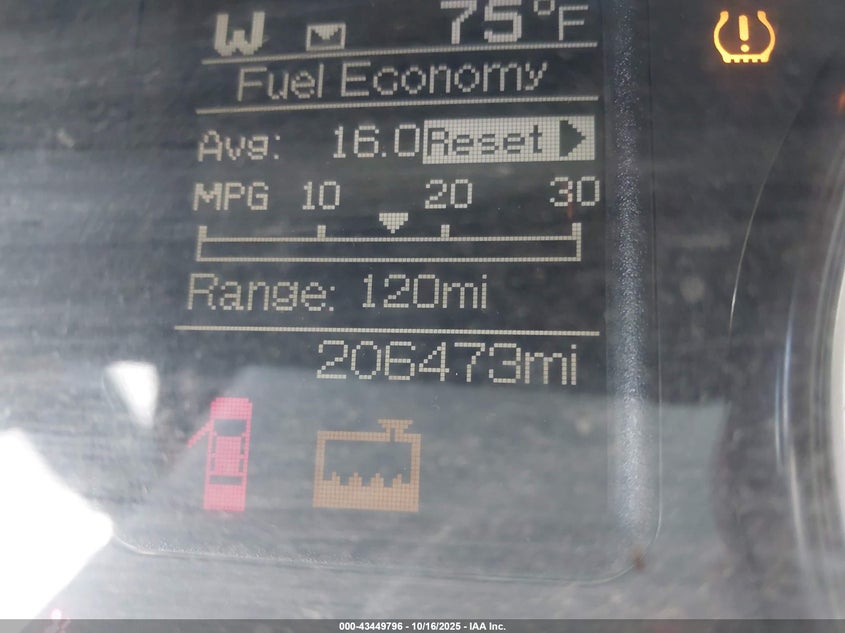 W 75°F
Fuel Economy
Avg: 16.0 Reset
MPG 10 20 30
Range: 120mi
206473mi
000-43449796 - 10/16/2025 - IAA Inc.